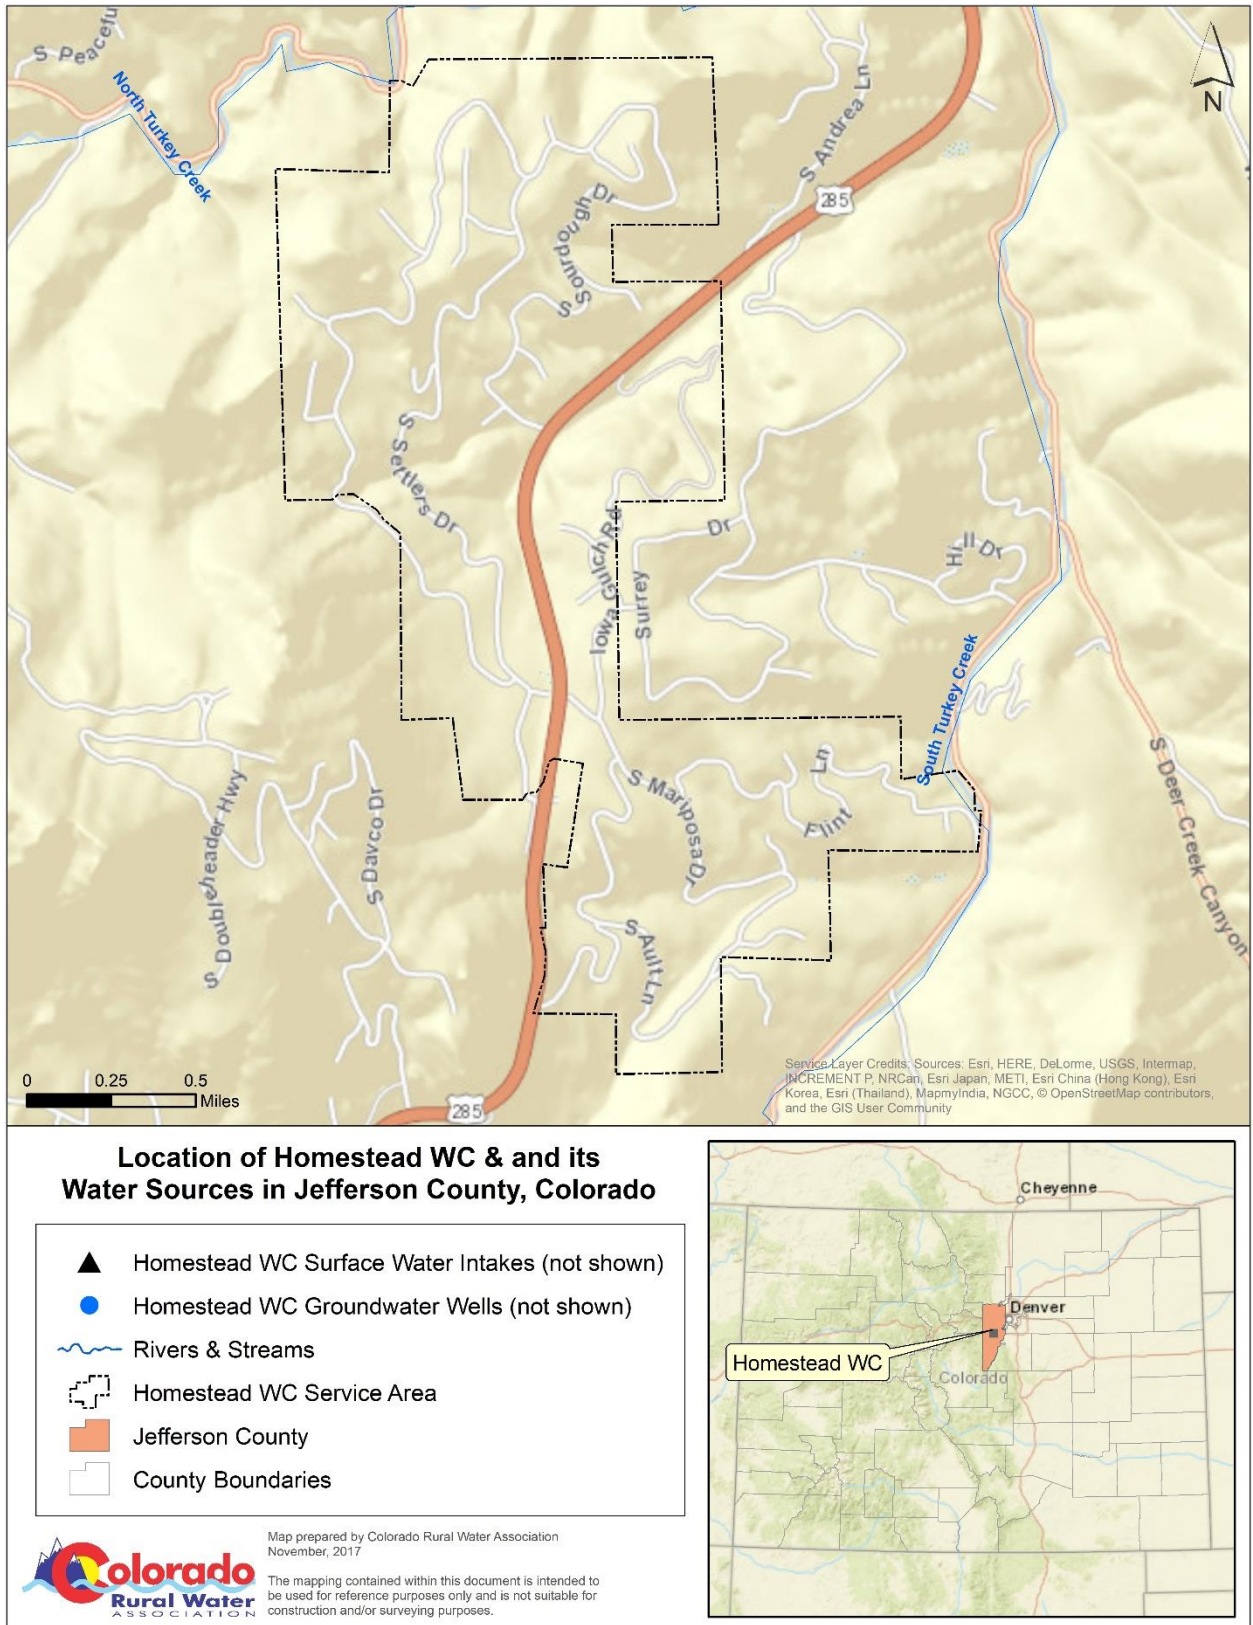 S Peacefu
North Turkey Creek
N
S Andrea Ln
285
S Sourdough Dr
S Settlers Dr
Iowa Gulch Rd
Surrey Dr
Hill Dr
South Turkey Creek
S Deer Creek Canyon
S Mariposa Dr
Flint Ln
S Ault Ln
S Doubleheader Hwy
S Davco Dr
285
0 0.25 0.5
Miles
Service Layer Credits: Sources: Esri, HERE, DeLorme, USGS, Intermap,
INCREMENT P, NRCan, Esri Japan, METI, Esri China (Hong Kong), Esri
Korea, Esri (Thailand), MapmyIndia, NGCC, © OpenStreetMap contributors,
and the GIS User Community
Location of Homestead WC & and its
Water Sources in Jefferson County, Colorado
Homestead WC Surface Water Intakes (not shown)
Homestead WC Groundwater Wells (not shown)
Rivers & Streams
Homestead WC Service Area
Jefferson County
County Boundaries
Colorado
Rural Water
ASSOCIATION
Map prepared by Colorado Rural Water Association
November, 2017
The mapping contained within this document is intended to
be used for reference purposes only and is not suitable for
construction and/or surveying purposes.
Cheyenne
Denver
Homestead WC
Colorado